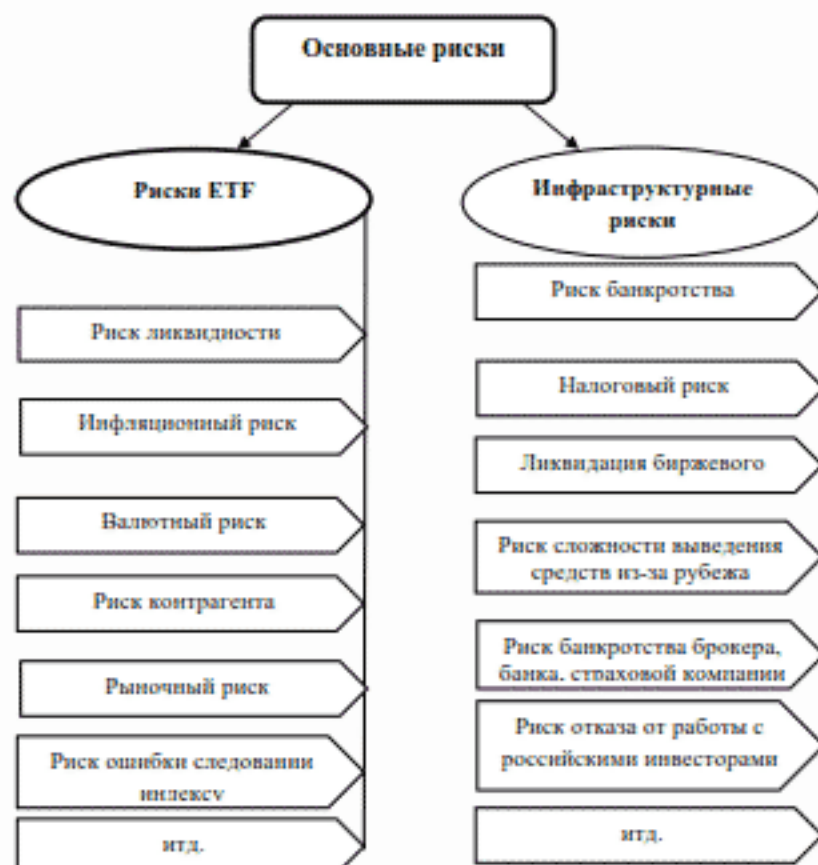 Основные риски
Риски ETF
Риск ликвидности
Инфляционный риск
Валютный риск
Риск контрагента
Рыночный риск
Риск ошибки следовании
индексу
итд.
Инфраструктурные
риски
Риск банкротства
Налоговый риск
Ликвидация биржевого
Риск сложности выведения
средств из-за рубежа
Риск банкротства брокера,
банка, страховой компании
Риск отказа от работы с
российскими инвесторами
итд.